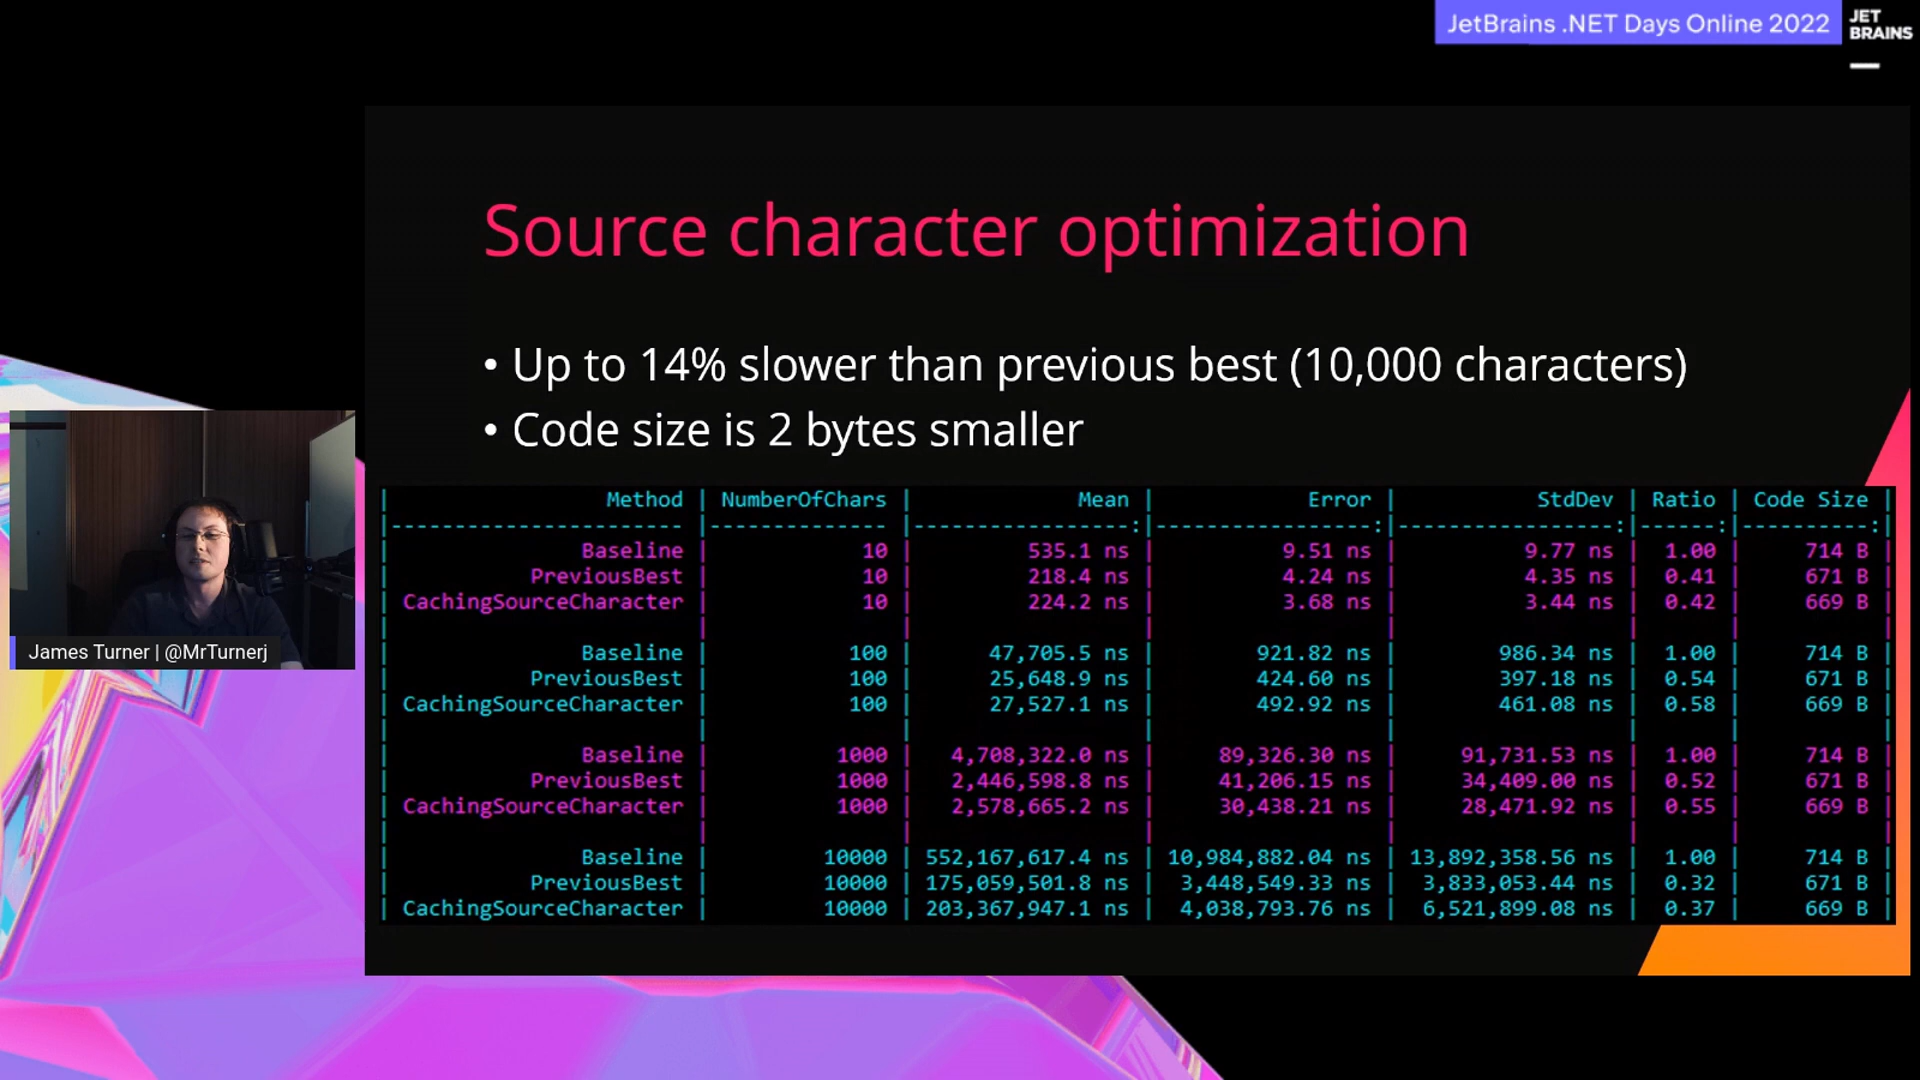 JetBrains .NET Days Online 2022
JET
BRAINS
Source character optimization
• Up to 14% slower than previous best (10,000 characters)
• Code size is 2 bytes smaller
| Method | NumberOfChars | Mean | Error | StdDev | Ratio | Code Size |
|----------------------- |-------------- |-----------------:|-----------------:|-----------------:|------:|----------:|
| Baseline | 10 | 535.1 ns | 9.51 ns | 9.77 ns | 1.00 | 714 B |
| PreviousBest | 10 | 218.4 ns | 4.24 ns | 4.35 ns | 0.41 | 671 B |
| CachingSourceCharacter | 10 | 224.2 ns | 3.68 ns | 3.44 ns | 0.42 | 669 B |
| | | | | | | |
| Baseline | 100 | 47,705.5 ns | 921.82 ns | 986.34 ns | 1.00 | 714 B |
| PreviousBest | 100 | 25,648.9 ns | 424.60 ns | 397.18 ns | 0.54 | 671 B |
| CachingSourceCharacter | 100 | 27,527.1 ns | 492.92 ns | 461.08 ns | 0.58 | 669 B |
| | | | | | | |
| Baseline | 1000 | 4,708,322.0 ns | 89,326.30 ns | 91,731.53 ns | 1.00 | 714 B |
| PreviousBest | 1000 | 2,446,598.8 ns | 41,206.15 ns | 34,409.00 ns | 0.52 | 671 B |
| CachingSourceCharacter | 1000 | 2,578,665.2 ns | 30,438.21 ns | 28,471.92 ns | 0.55 | 669 B |
| | | | | | | |
| Baseline | 10000 | 552,167,617.4 ns | 10,984,882.04 ns | 13,892,358.56 ns | 1.00 | 714 B |
| PreviousBest | 10000 | 175,059,501.8 ns | 3,448,549.33 ns | 3,833,053.44 ns | 0.32 | 671 B |
| CachingSourceCharacter | 10000 | 203,367,947.1 ns | 4,038,793.76 ns | 6,521,899.08 ns | 0.37 | 669 B |
James Turner | @MrTurnerj